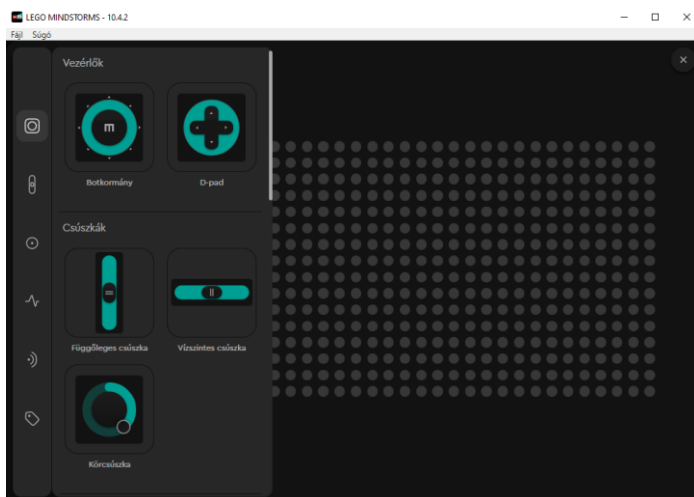 LEGO MINDSTORMS - 10.4.2
Fájl Súgó
Vezérlők
Botkormány D-pad
Csúszkák
Függőleges csúszka Vízszintes csúszka
Körcsúszka